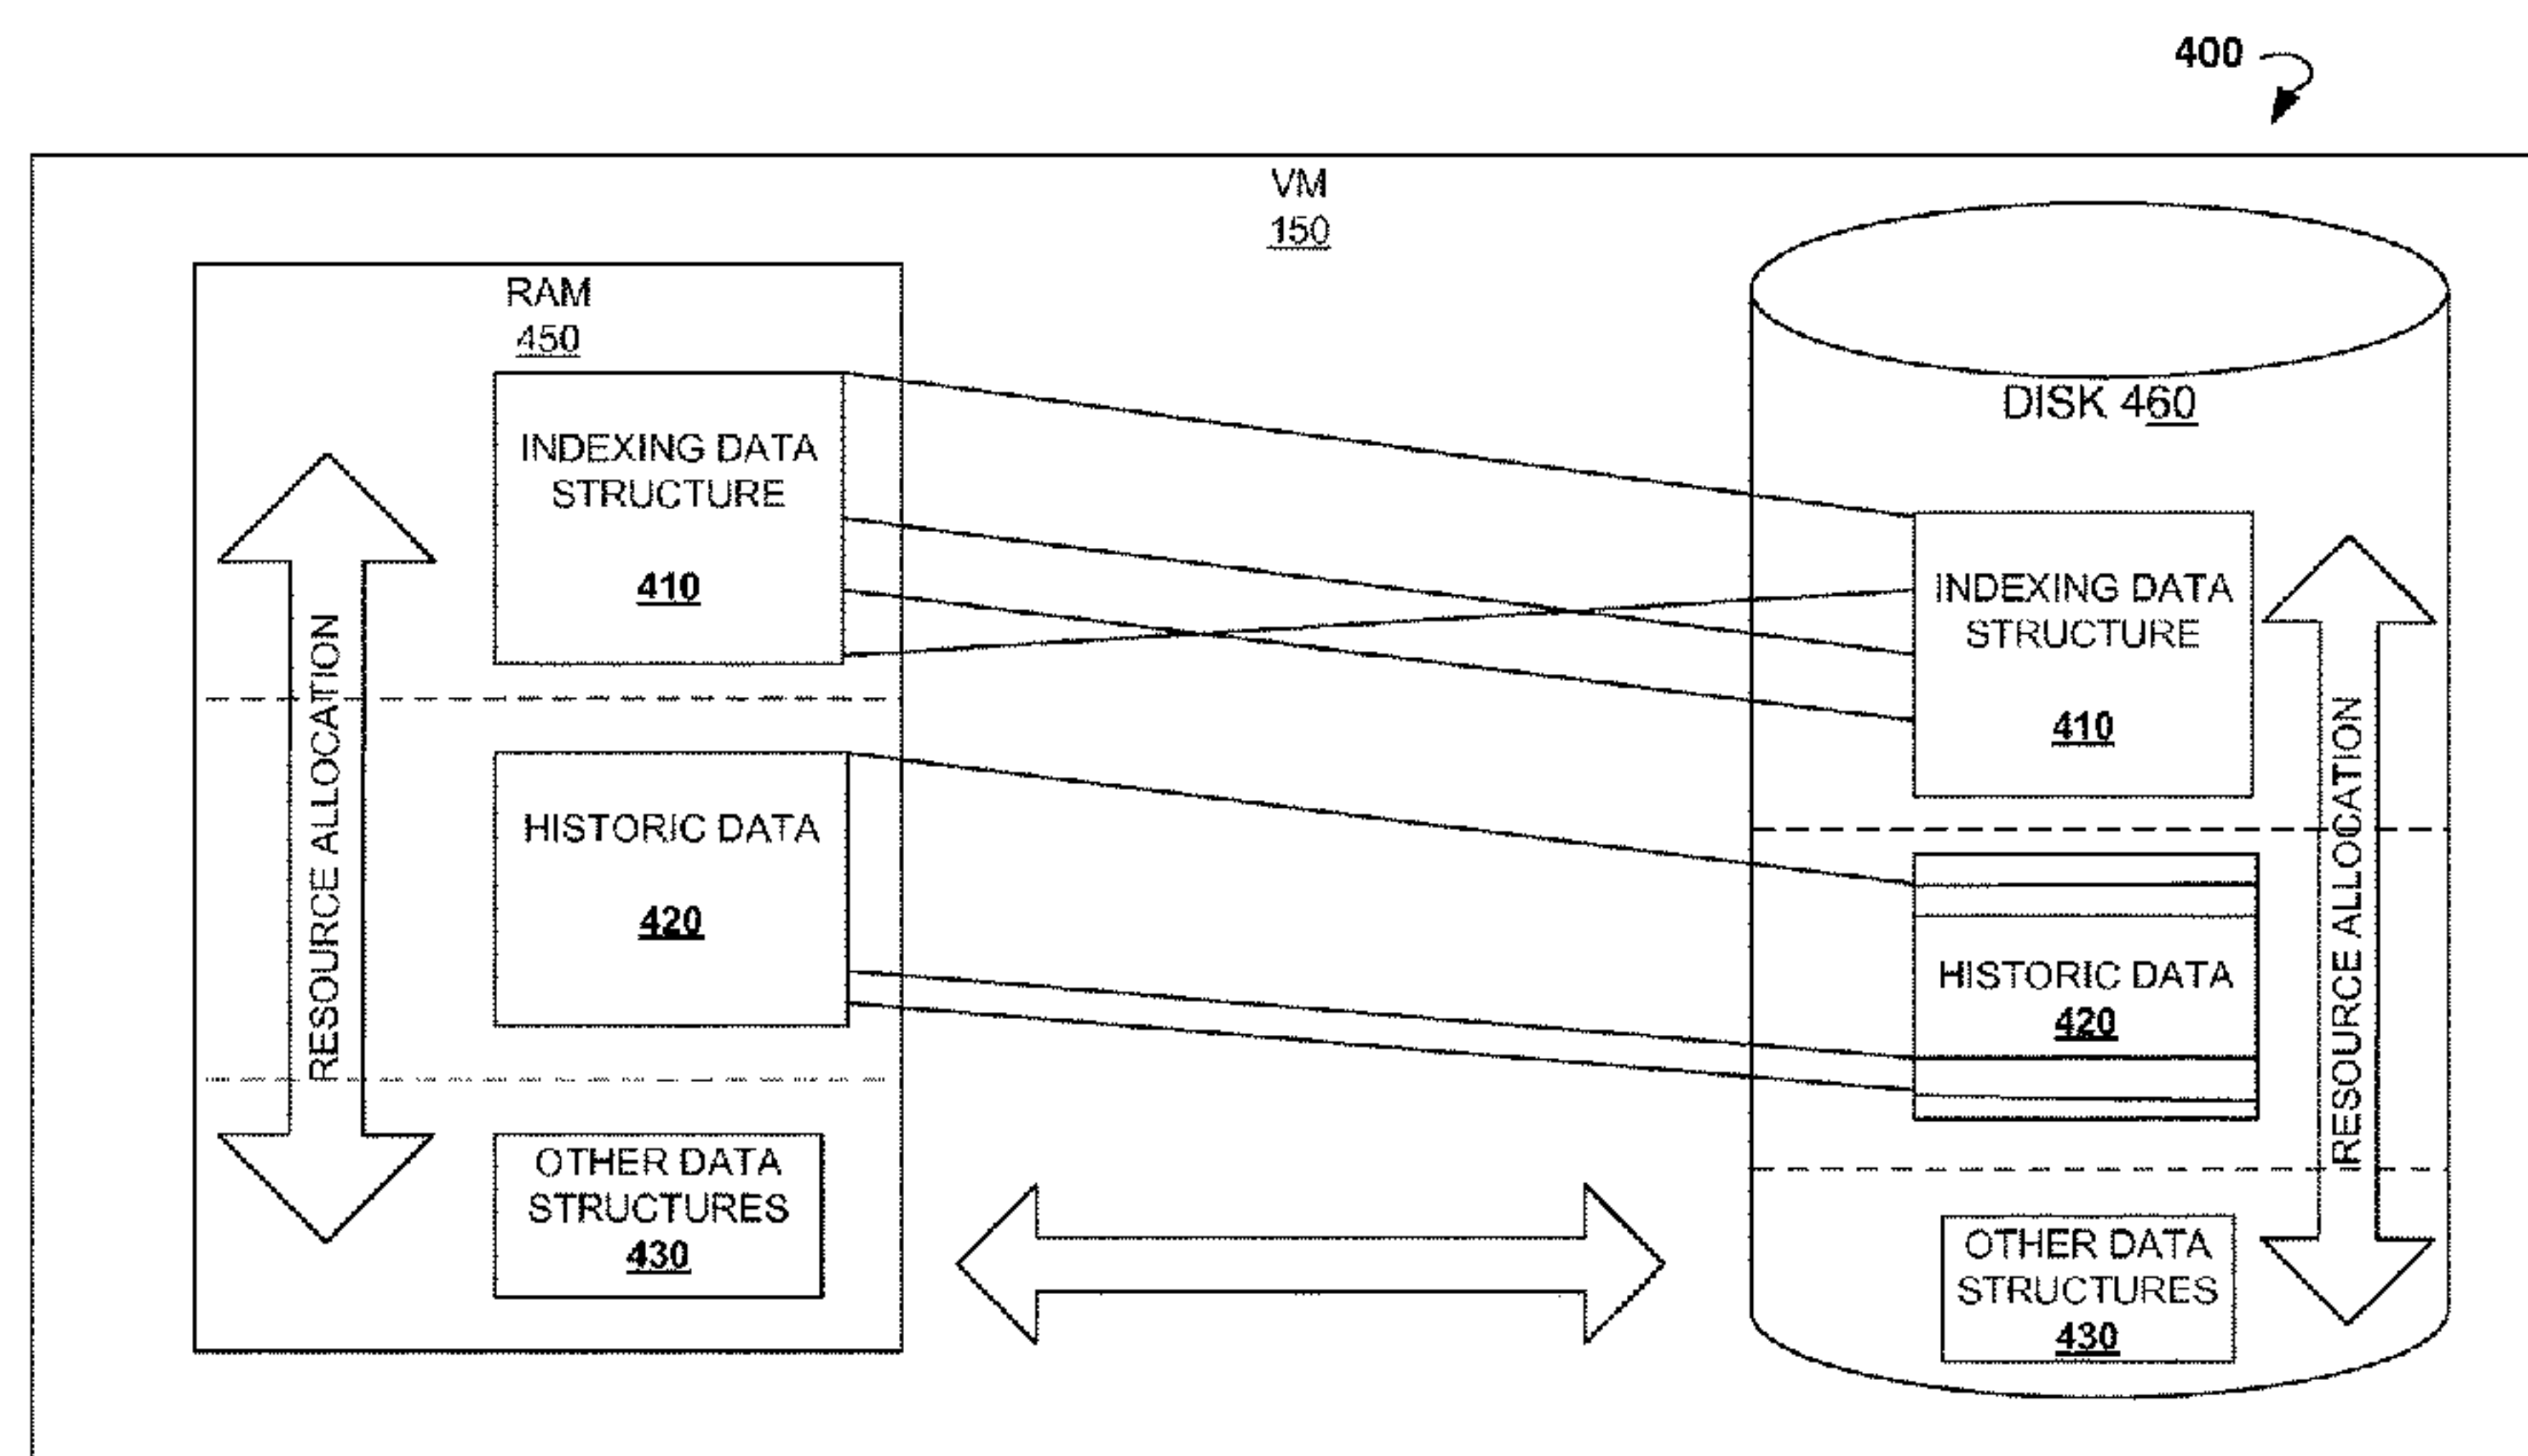 400
VM
150
RAM
450
INDEXING DATA
STRUCTURE
410
HISTORIC DATA
420
OTHER DATA
STRUCTURES
430
RESOURCE ALLOCATION
DISK 460
INDEXING DATA
STRUCTURE
410
HISTORIC DATA
420
OTHER DATA
STRUCTURES
430
RESOURCE ALLOCATION